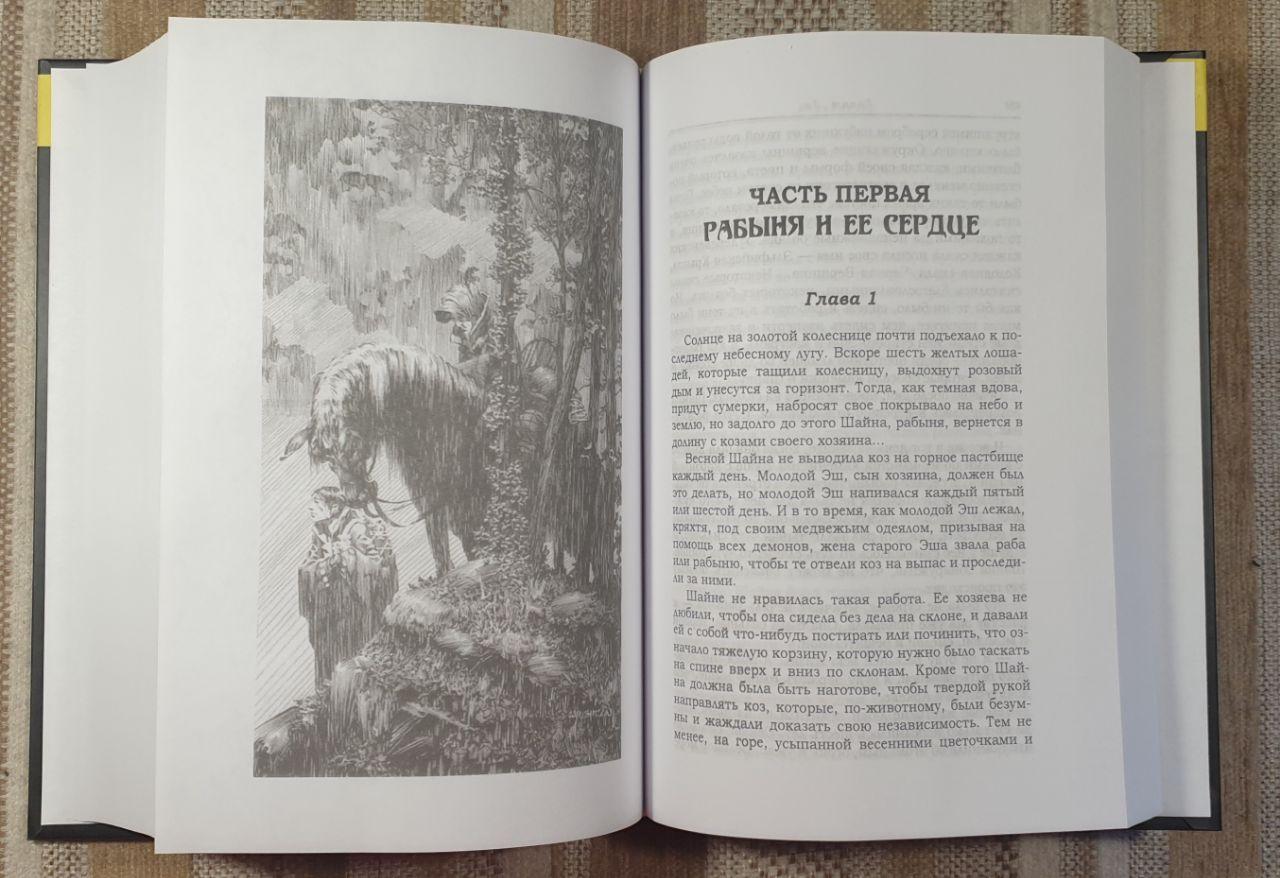 ЧАСТЬ ПЕРВАЯ
РАБЫНЯ И ЕЕ СЕРДЦЕ
Глава 1
Солнце на золотой колеснице почти подъехало к по-
следнему небесному лугу. Вскоре шесть желтых лоша-
дей, которые тащили колесницу, выдохнут розовый
дым и унесутся за горизонт. Тогда, как темная вдова,
придут сумерки, набросят свое покрывало на небо и
землю, но задолго до этого Шайна, рабыня, вернется в
долину с козами своего хозяина...
Весной Шайна не выводила коз на горное пастбище
каждый день. Молодой Эш, сын хозяина, должен был
это делать, но молодой Эш напивался каждый пятый
или шестой день. И в то время, как молодой Эш лежал,
кряхтя, под своим медвежьим одеялом, призывая на
помощь всех демонов, жена старого Эша звала раба
или рабыню, чтобы те отвели коз на выпас и проследи-
ли за ними.
Шайне не нравилась такая работа. Ее хозяева не
любили, чтобы она сидела без дела на склоне, и давали
ей с собой что-нибудь постирать или починить, что оз-
начало тяжелую корзину, которую нужно было таскать
на спине вверх и вниз по склонам. Кроме того Шай-
на должна была быть наготове, чтобы твердой рукой
направлять коз, которые, по-животному, были безум-
ны и жаждали доказать свою независимость. Тем не
менее, на горе, усыпанной весенними цветочками и